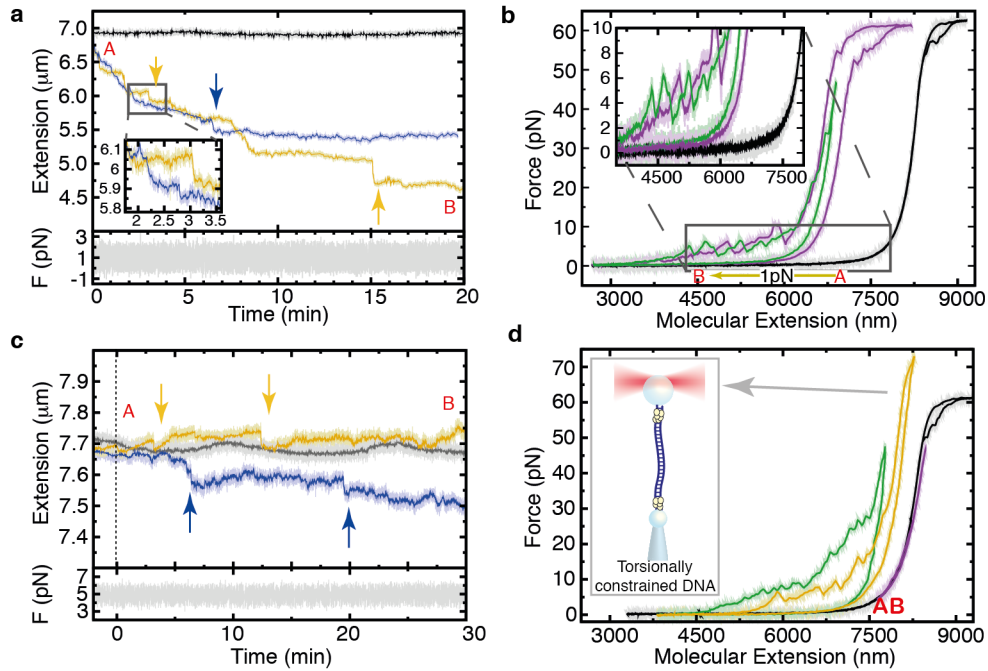 a
Extension (µm)
7.0
6.5
6.0
5.5
5.0
4.5
A
B
6.1
6.0
5.9
5.8
2 2.5 3 3.5
F (pN)
3
1
-1
0 5 10 15 20
Time (min)
b
Force (pN)
60
50
40
30
20
10
0
10
8
6
4
2
0
4500 6000 7500
B 1pN A
3000 4500 6000 7500 9000
Molecular Extension (nm)
c
Extension (µm)
7.9
7.8
7.7
7.6
7.5
7.4
A
B
F (pN)
7
5
3
0 10 20 30
Time (min)
d
Force (pN)
70
60
50
40
30
20
10
0
Torsionally
constrained DNA
AB
3000 4500 6000 7500 9000
Molecular Extension (nm)